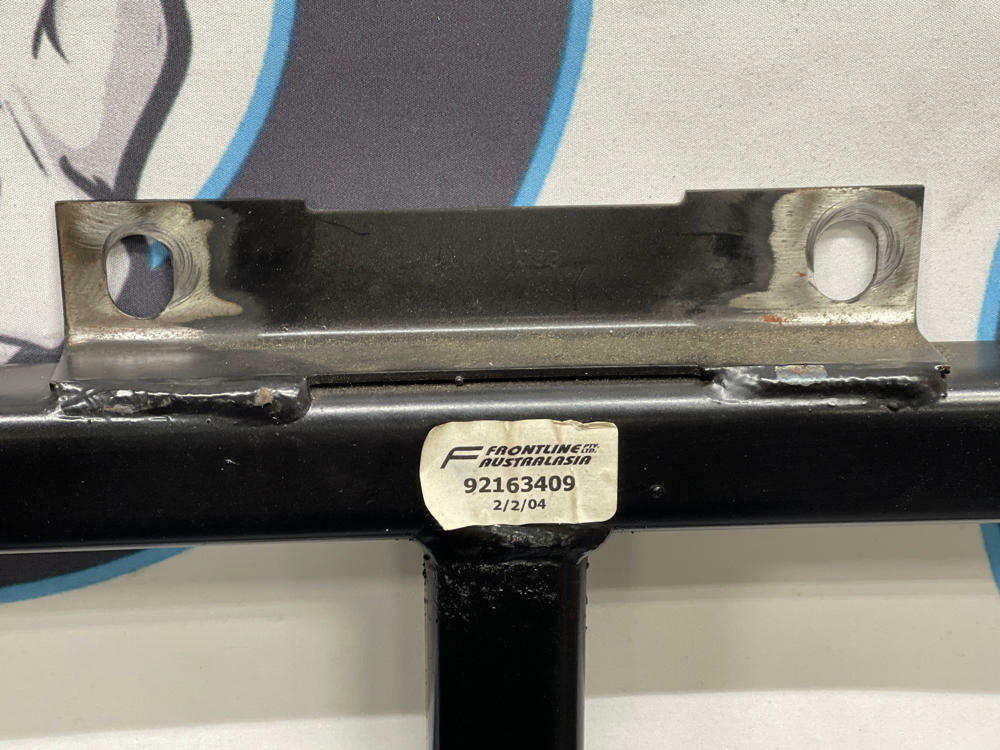 FRONTLINE PTY. LTD.
AUSTRALASIA
92163409
2/2/04